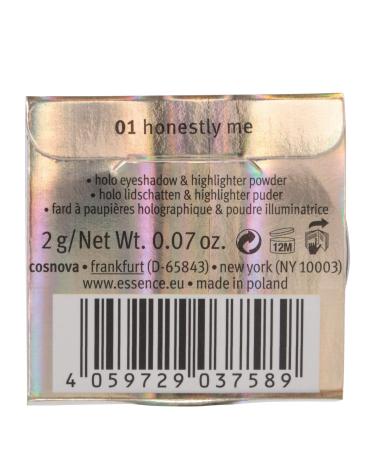 01 honestly me
• holo eyeshadow & highlighter powder
• holo lidschatten & highlighter puder
• fard à paupières holographique & poudre illuminatrice
2 g/Net Wt. 0.07 oz. 12M
cosnova • frankfurt (D-65843) • new york (NY 10003)
www.essence.eu • made in poland
4 059729 037589